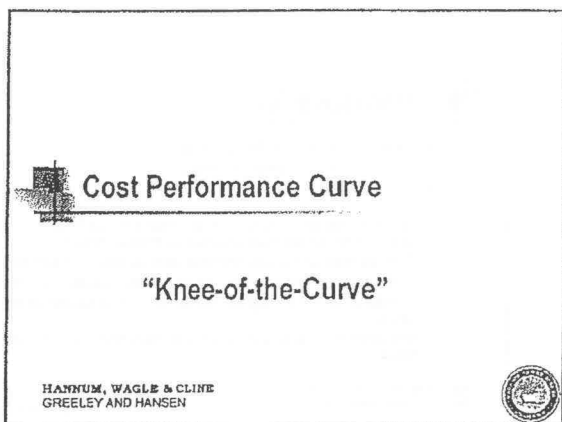 Cost Performance Curve
“Knee-of-the-Curve”
HANNUM, WAGLE & CLINE
GREELEY AND HANSEN